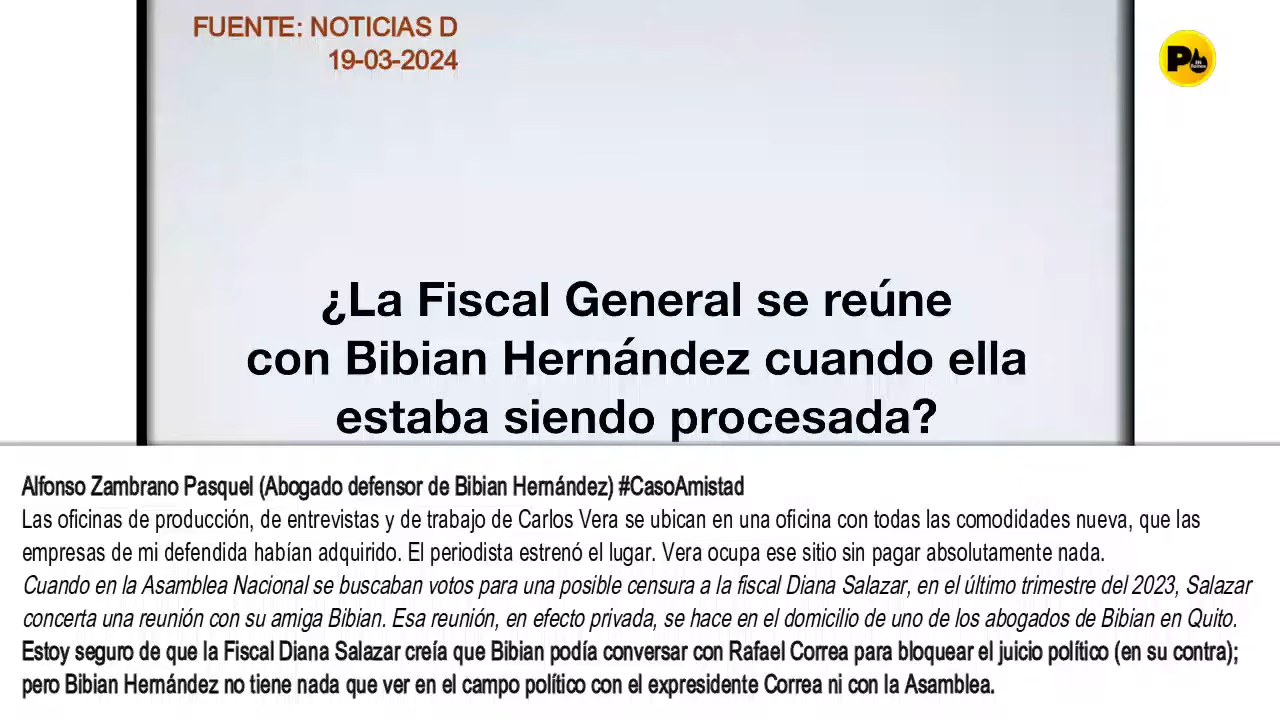 FUENTE: NOTICIAS D
19-03-2024
P
¿La Fiscal General se reúne
con Bibian Hernández cuando ella
estaba siendo procesada?
Alfonso Zambrano Pasquel (Abogado defensor de Bibian Hernández) #CasoAmistad
Las oficinas de producción, de entrevistas y de trabajo de Carlos Vera se ubican en una oficina con todas las comodidades nueva, que las
empresas de mi defendida habían adquirido. El periodista estrenó el lugar. Vera ocupa ese sitio sin pagar absolutamente nada.
Cuando en la Asamblea Nacional se buscaban votos para una posible censura a la fiscal Diana Salazar, en el último trimestre del 2023, Salazar
concerta una reunión con su amiga Bibian. Esa reunión, en efecto privada, se hace en el domicilio de uno de los abogados de Bibian en Quito.
Estoy seguro de que la Fiscal Diana Salazar creía que Bibian podía conversar con Rafael Correa para bloquear el juicio político (en su contra);
pero Bibian Hernández no tiene nada que ver en el campo político con el expresidente Correa ni con la Asamblea.